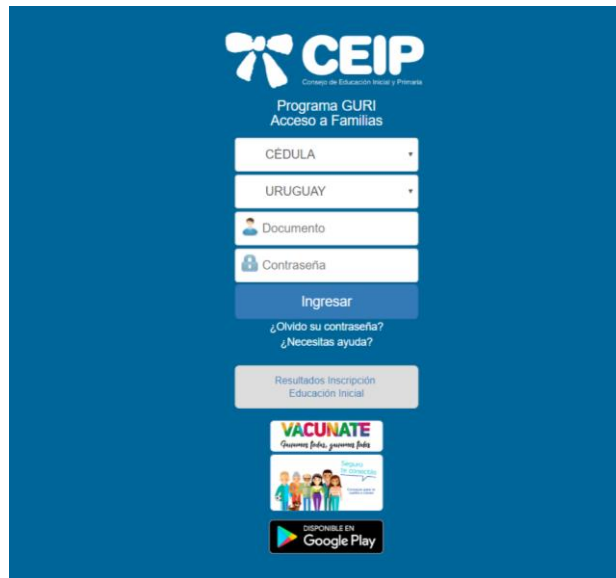 CEIP
Consejo de Educación Inicial y Primaria
Programa GURI
Acceso a Familias
CÉDULA
URUGUAY
Documento
Contraseña
Ingresar
¿Olvido su contraseña?
¿Necesitas ayuda?
Resultados Inscripción
Educación Inicial
VACUNATE
Ganamos todos, ganamos todas
Seguro
te conectás
DISPONIBLE EN
Google Play